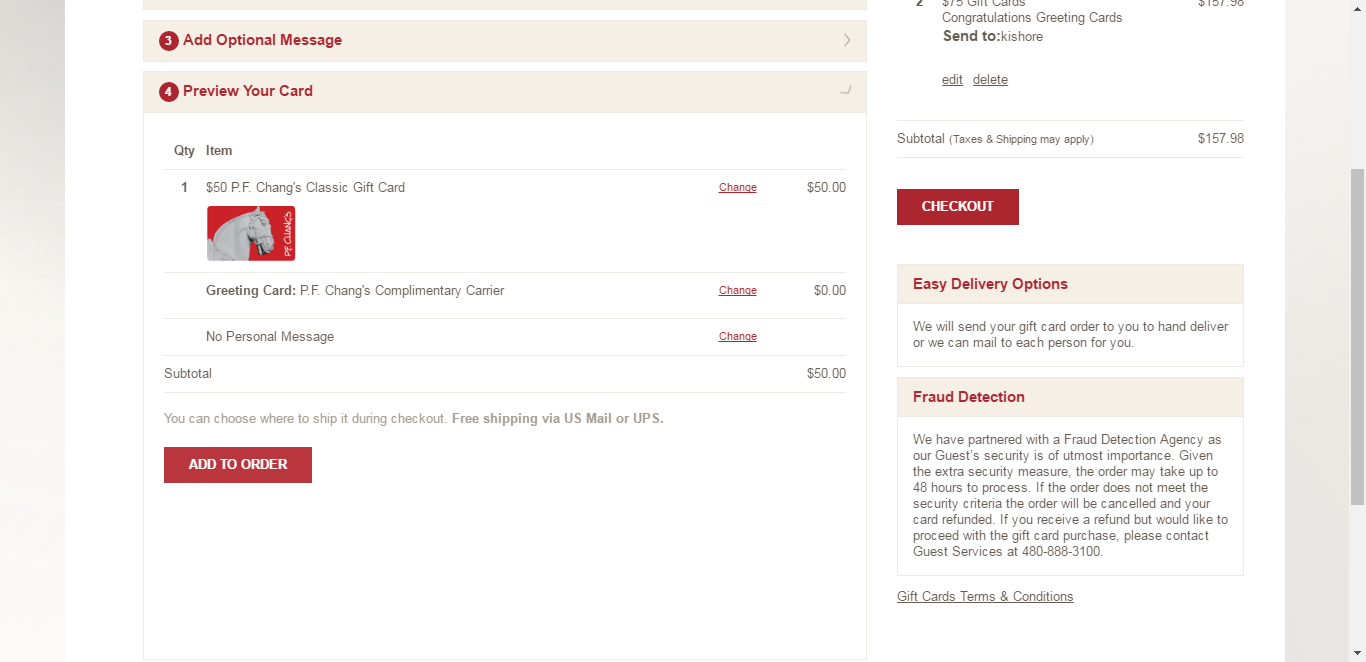 3 Add Optional Message
4 Preview Your Card
Qty Item
1 $50 P.F. Chang's Classic Gift Card Change $50.00
P.F. CHANG'S
Greeting Card: P.F. Chang's Complimentary Carrier Change $0.00
No Personal Message Change
Subtotal $50.00
You can choose where to ship it during checkout. Free shipping via US Mail or UPS.
ADD TO ORDER
2 $75 Gift Cards $157.98
Congratulations Greeting Cards
Send to:kishore
edit delete
Subtotal (Taxes & Shipping may apply) $157.98
CHECKOUT
Easy Delivery Options
We will send your gift card order to you to hand deliver
or we can mail to each person for you.
Fraud Detection
We have partnered with a Fraud Detection Agency as
our Guest’s security is of utmost importance. Given
the extra security measure, the order may take up to
48 hours to process. If the order does not meet the
security criteria the order will be cancelled and your
card refunded. If you receive a refund but would like to
proceed with the gift card purchase, please contact
Guest Services at 480-888-3100.
Gift Cards Terms & Conditions